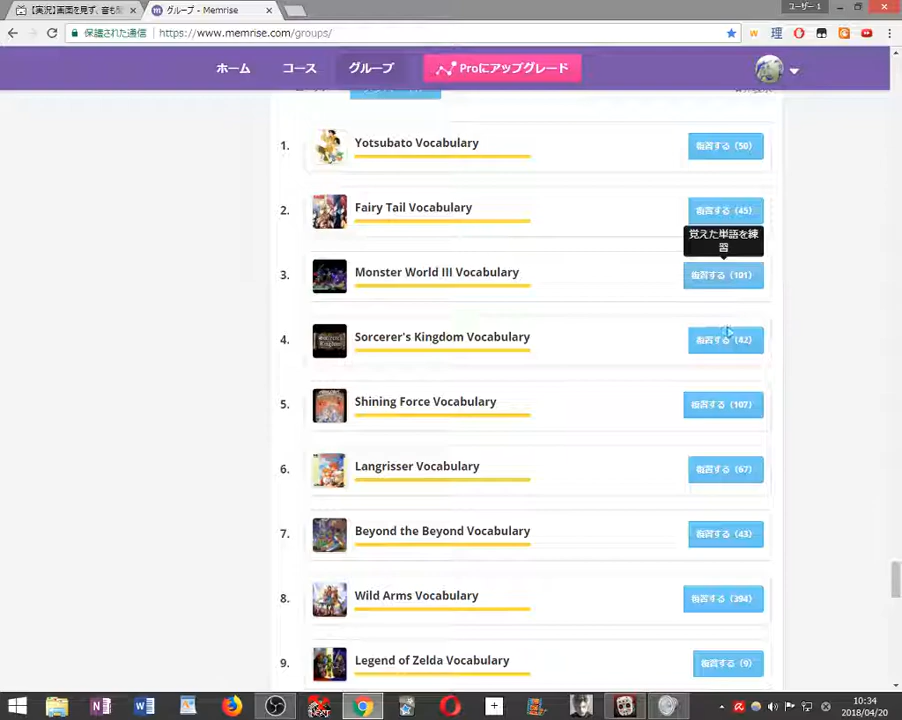 【実況】画面を見ず、音も聞
グループ - Memrise
ユーザー 1
保護された通信
https://www.memrise.com/groups/
ホーム
コース
グループ
Proにアップグレード
1.
Yotsubato Vocabulary
復習する（50）
2.
Fairy Tail Vocabulary
復習する（45）
覚えた単語を練
習
3.
Monster World III Vocabulary
復習する（191）
4.
Sorcerer's Kingdom Vocabulary
復習する（42）
5.
Shining Force Vocabulary
復習する（107）
6.
Langrisser Vocabulary
復習する（67）
7.
Beyond the Beyond Vocabulary
復習する（43）
8.
Wild Arms Vocabulary
復習する（394）
9.
Legend of Zelda Vocabulary
復習する（9）
10:34
2018/04/20